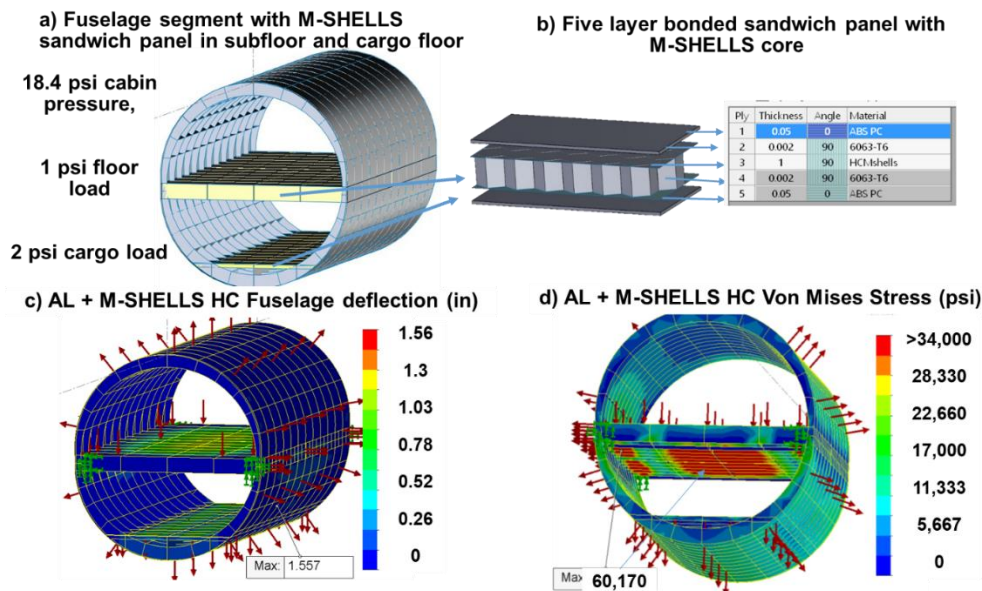 a) Fuselage segment with M-SHELLS
sandwich panel in subfloor and cargo floor
18.4 psi cabin
pressure,
1 psi floor
load
2 psi cargo load
b) Five layer bonded sandwich panel with
M-SHELLS core
Ply Thickness Angle Material
1 0.05 0 ABS PC
2 0.002 90 6063-T6
3 1 90 HCMshells
4 0.002 90 6063-T6
5 0.05 0 ABS PC
c) AL + M-SHELLS HC Fuselage deflection (in)
1.56
1.3
1.03
0.78
0.52
0.26
0
Max: 1.557
d) AL + M-SHELLS HC Von Mises Stress (psi)
>34,000
28,330
22,660
17,000
11,333
5,667
0
60,170